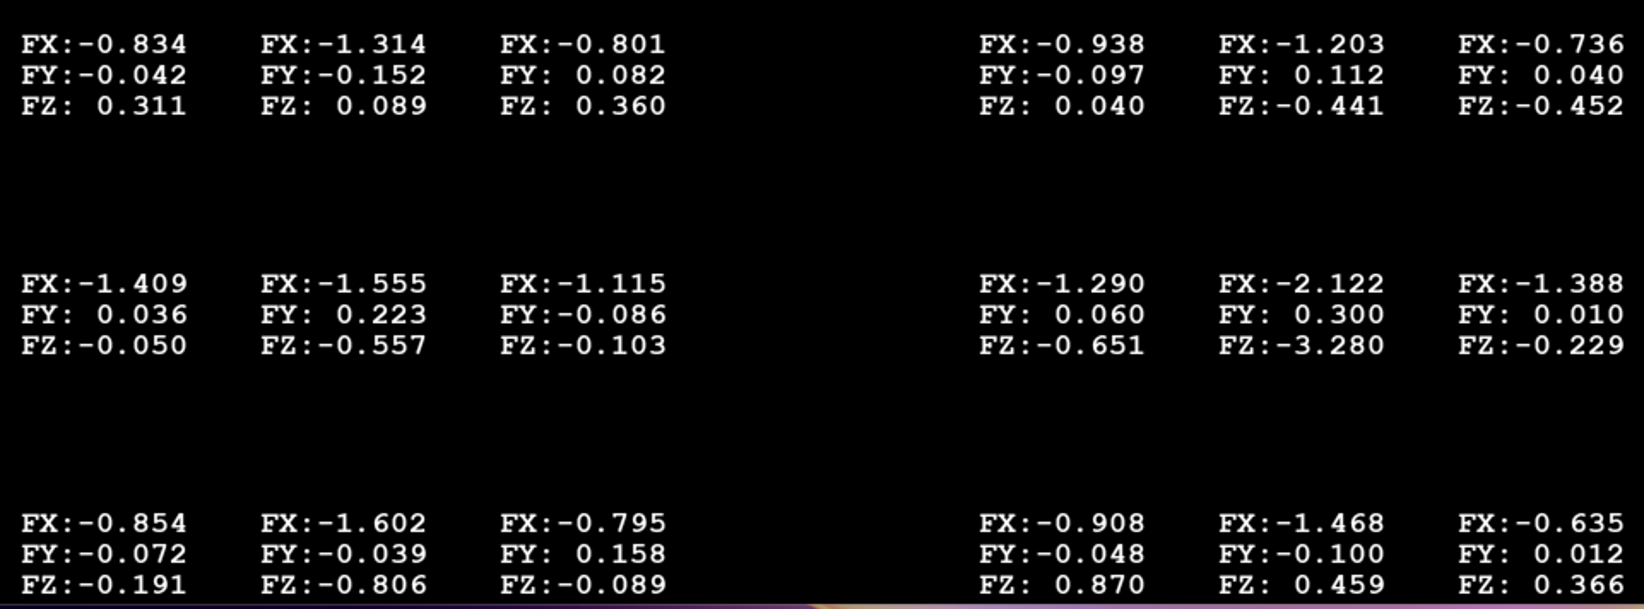 FX:-0.834 FX:-1.314 FX:-0.801 FX:-0.938 FX:-1.203 FX:-0.736
FY:-0.042 FY:-0.152 FY: 0.082 FY:-0.097 FY: 0.112 FY: 0.040
FZ: 0.311 FZ: 0.089 FZ: 0.360 FZ: 0.040 FZ:-0.441 FZ:-0.452
FX:-1.409 FX:-1.555 FX:-1.115 FX:-1.290 FX:-2.122 FX:-1.388
FY: 0.036 FY: 0.223 FY:-0.086 FY: 0.060 FY: 0.300 FY: 0.010
FZ:-0.050 FZ:-0.557 FZ:-0.103 FZ:-0.651 FZ:-3.280 FZ:-0.229
FX:-0.854 FX:-1.602 FX:-0.795 FX:-0.908 FX:-1.468 FX:-0.635
FY:-0.072 FY:-0.039 FY: 0.158 FY:-0.048 FY:-0.100 FY: 0.012
FZ:-0.191 FZ:-0.806 FZ:-0.089 FZ: 0.870 FZ: 0.459 FZ: 0.366